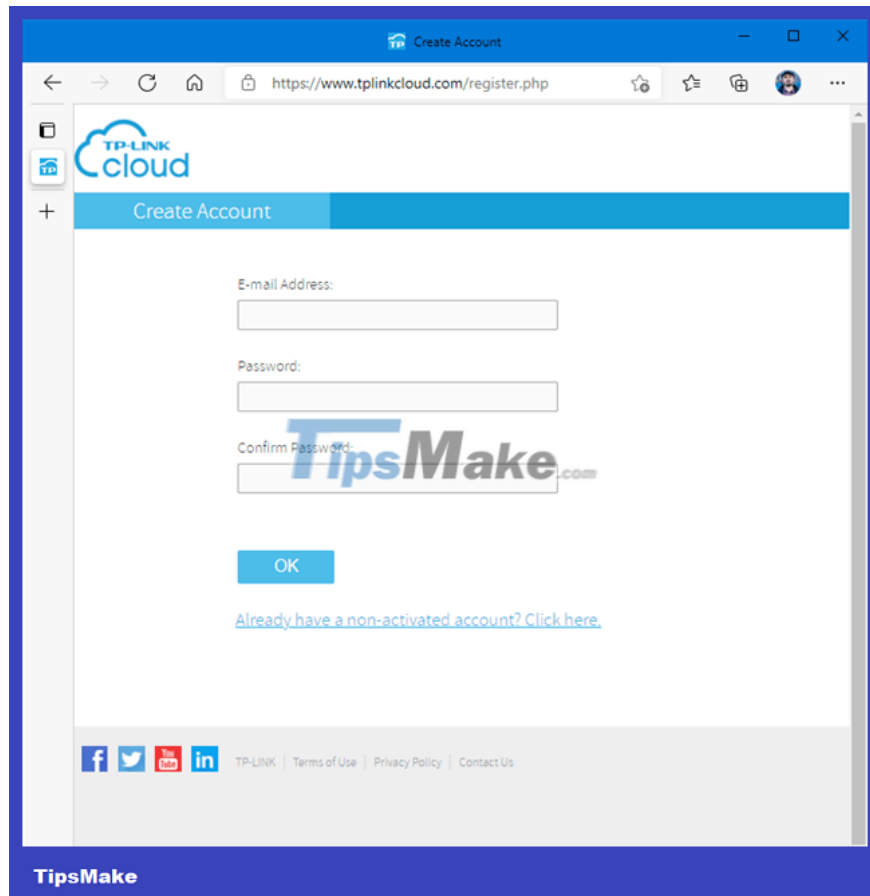 TP Create Account
https://www.tplinkcloud.com/register.php
TP-LINK
cloud
TP
Create Account
E-mail Address:
Password:
Confirm Password:
TipsMake.com
OK
Already have a non-activated account? Click here.
f You Tube in TP-LINK | Terms of Use | Privacy Policy | Contact Us
TipsMake